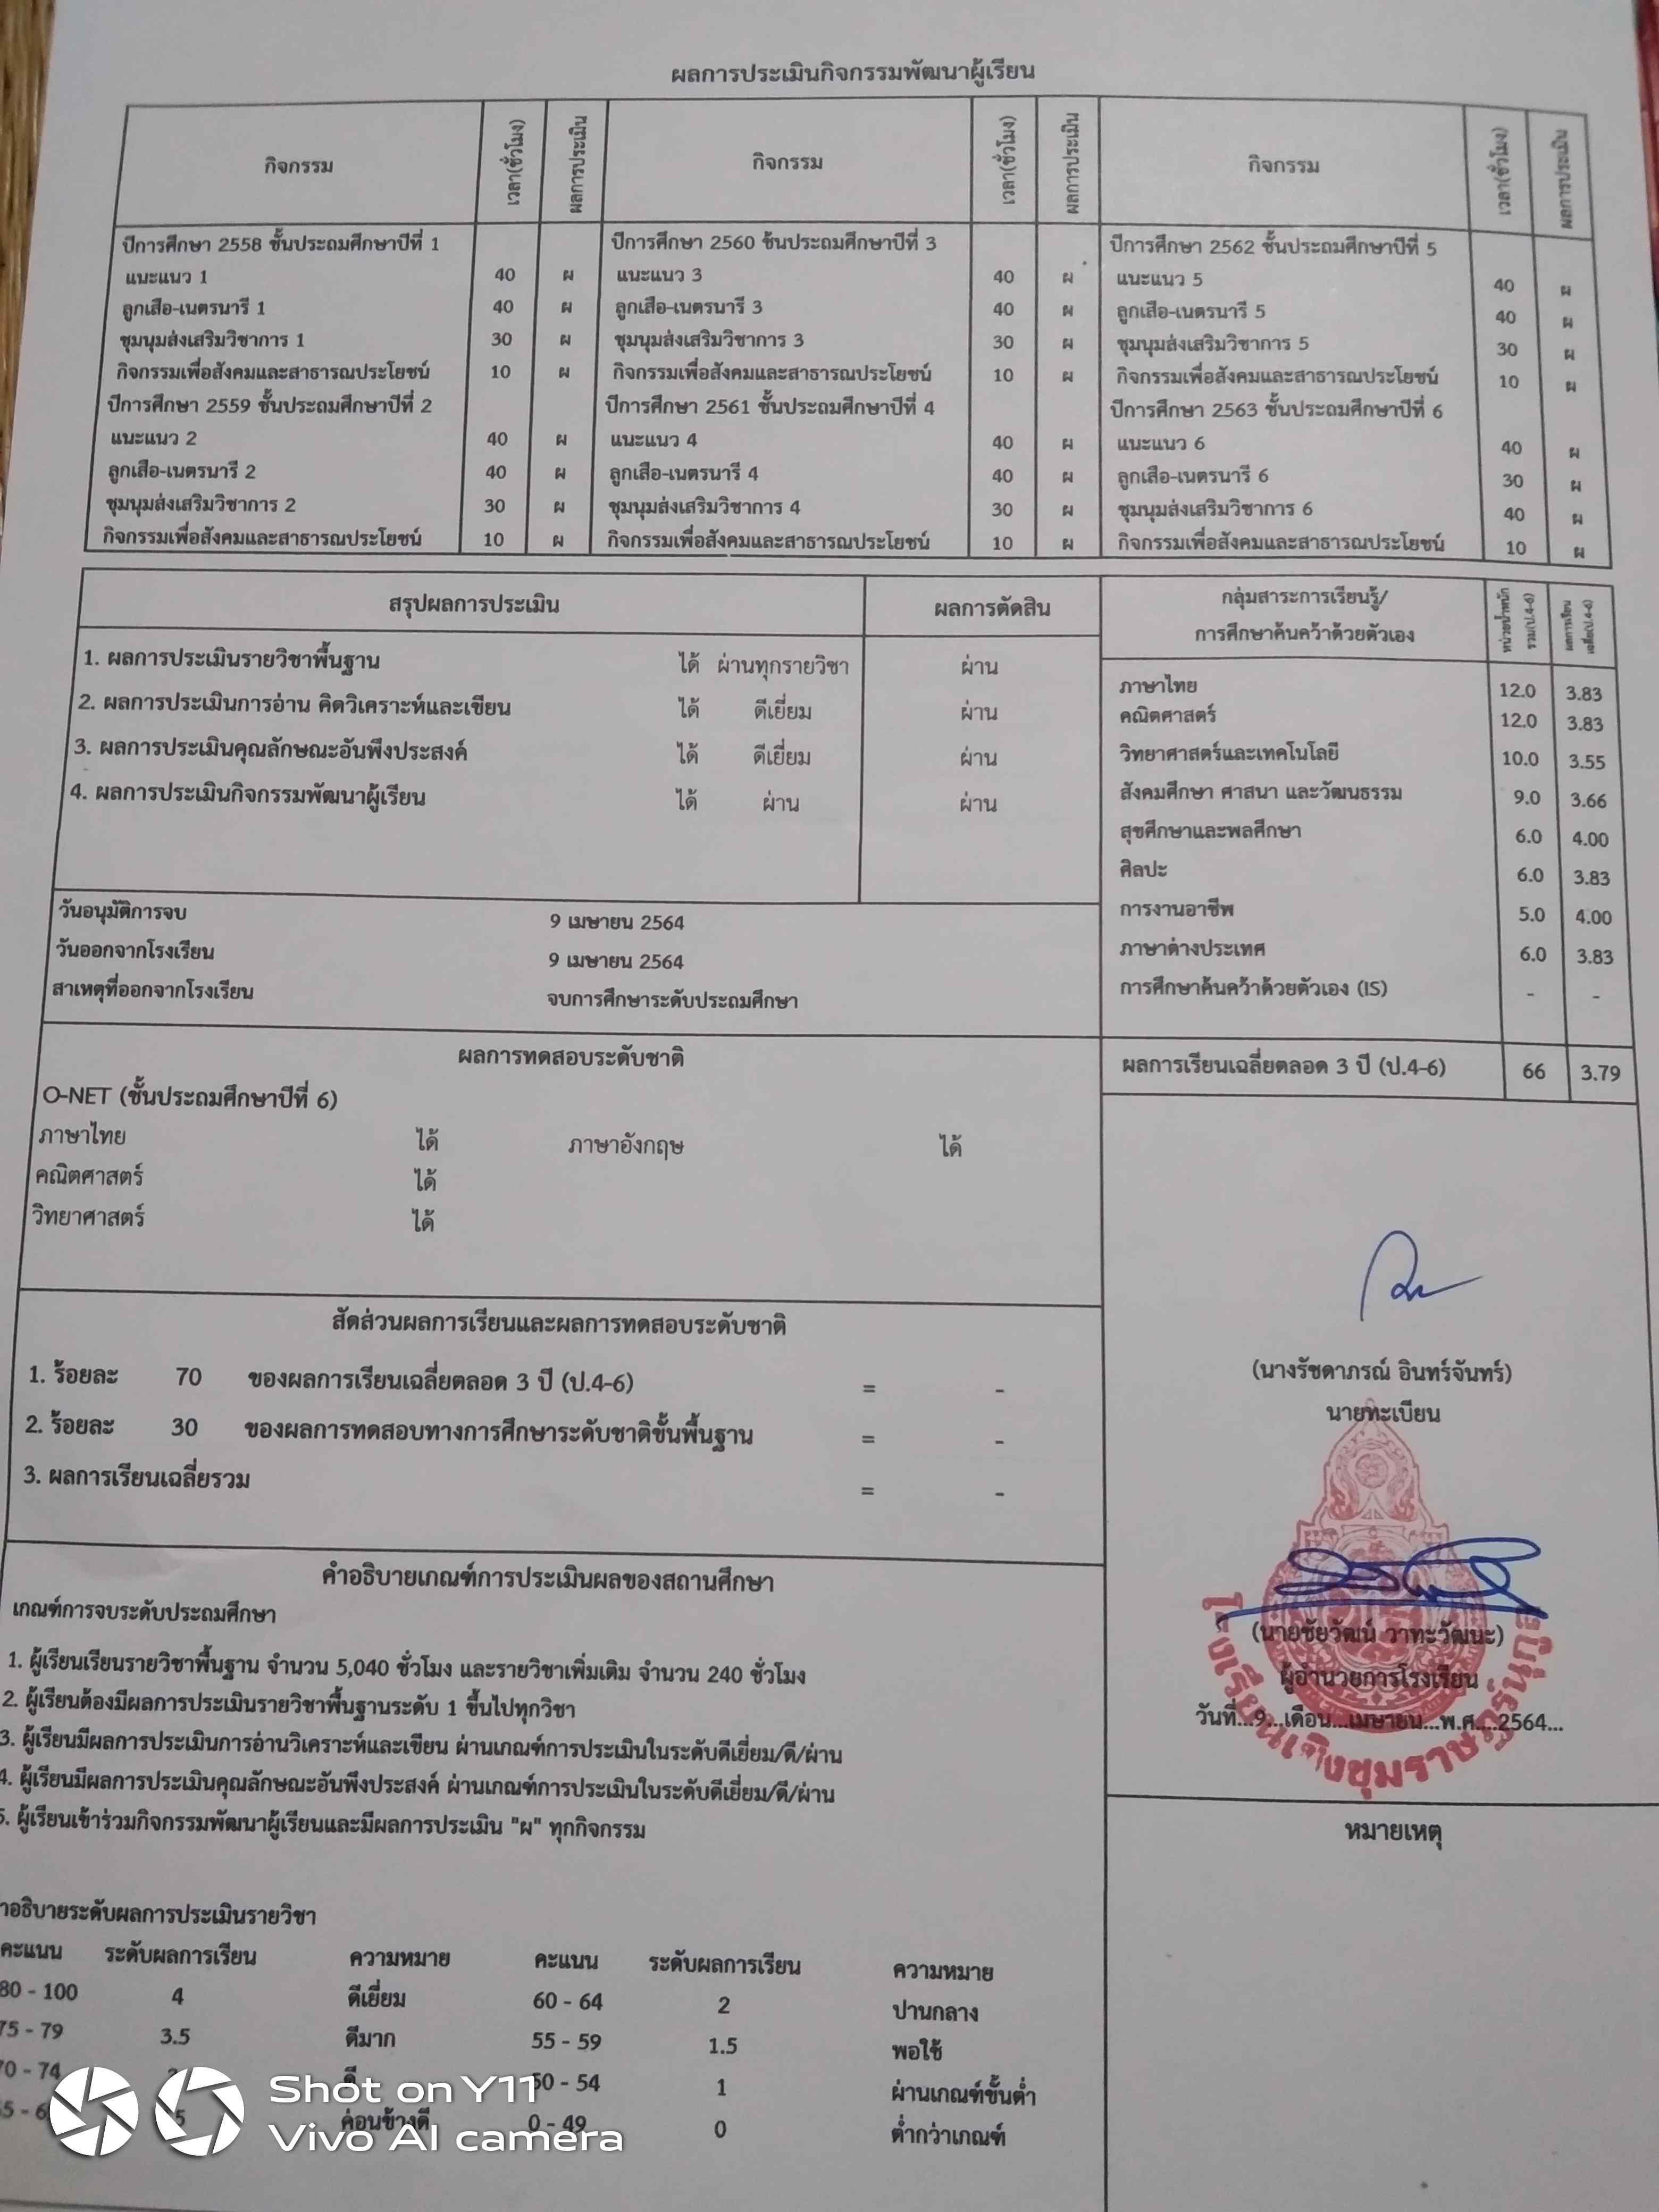 ผลการประเมินกิจกรรมพัฒนาผู้เรียน
กิจกรรม เวลา(ชั่วโมง) ผลการประเมิน กิจกรรม เวลา(ชั่วโมง) ผลการประเมิน กิจกรรม เวลา(ชั่วโมง) ผลการประเมิน
ปีการศึกษา 2558 ชั้นประถมศึกษาปีที่ 1 ปีการศึกษา 2560 ชั้นประถมศึกษาปีที่ 3 ปีการศึกษา 2562 ชั้นประถมศึกษาปีที่ 5
แนะแนว 1 40 ผ แนะแนว 3 40 ผ แนะแนว 5 40 ผ
ลูกเสือ-เนตรนารี 1 40 ผ ลูกเสือ-เนตรนารี 3 40 ผ ลูกเสือ-เนตรนารี 5 40 ผ
ชุมนุมส่งเสริมวิชาการ 1 30 ผ ชุมนุมส่งเสริมวิชาการ 3 30 ผ ชุมนุมส่งเสริมวิชาการ 5 30 ผ
กิจกรรมเพื่อสังคมและสาธารณประโยชน์ 10 ผ กิจกรรมเพื่อสังคมและสาธารณประโยชน์ 10 ผ กิจกรรมเพื่อสังคมและสาธารณประโยชน์ 10 ผ
ปีการศึกษา 2559 ชั้นประถมศึกษาปีที่ 2 ปีการศึกษา 2561 ชั้นประถมศึกษาปีที่ 4 ปีการศึกษา 2563 ชั้นประถมศึกษาปีที่ 6
แนะแนว 2 40 ผ แนะแนว 4 40 ผ แนะแนว 6 40 ผ
ลูกเสือ-เนตรนารี 2 40 ผ ลูกเสือ-เนตรนารี 4 40 ผ ลูกเสือ-เนตรนารี 6 30 ผ
ชุมนุมส่งเสริมวิชาการ 2 30 ผ ชุมนุมส่งเสริมวิชาการ 4 30 ผ ชุมนุมส่งเสริมวิชาการ 6 40 ผ
กิจกรรมเพื่อสังคมและสาธารณประโยชน์ 10 ผ กิจกรรมเพื่อสังคมและสาธารณประโยชน์ 10 ผ กิจกรรมเพื่อสังคมและสาธารณประโยชน์ 10 ผ
สรุปผลการประเมิน ผลการตัดสิน
1. ผลการประเมินรายวิชาพื้นฐาน ได้ ผ่านทุกรายวิชา ผ่าน
2. ผลการประเมินการอ่าน คิดวิเคราะห์และเขียน ได้ ดีเยี่ยม ผ่าน
3. ผลการประเมินคุณลักษณะอันพึงประสงค์ ได้ ดีเยี่ยม ผ่าน
4. ผลการประเมินกิจกรรมพัฒนาผู้เรียน ได้ ผ่าน ผ่าน
วันอนุมัติการจบ 9 เมษายน 2564
วันออกจากโรงเรียน 9 เมษายน 2564
สาเหตุที่ออกจากโรงเรียน จบการศึกษาระดับประถมศึกษา
กลุ่มสาระการเรียนรู้/
การศึกษาค้นคว้าด้วยตัวเอง
หน่วยน้ำหนัก
รวม(ป.4-6)
ผลการเรียน
เฉลี่ย(ป.4-6)
ภาษาไทย 12.0 3.83
คณิตศาสตร์ 12.0 3.83
วิทยาศาสตร์และเทคโนโลยี 10.0 3.55
สังคมศึกษา ศาสนา และวัฒนธรรม 9.0 3.66
สุขศึกษาและพลศึกษา 6.0 4.00
ศิลปะ 6.0 3.83
การงานอาชีพ 5.0 4.00
ภาษาต่างประเทศ 6.0 3.83
การศึกษาค้นคว้าด้วยตัวเอง (IS) - -
ผลการเรียนเฉลี่ยตลอด 3 ปี (ป.4-6) 66 3.79
ผลการทดสอบระดับชาติ
O-NET (ชั้นประถมศึกษาปีที่ 6)
ภาษาไทย ได้ ภาษาอังกฤษ ได้
คณิตศาสตร์ ได้
วิทยาศาสตร์ ได้
สัดส่วนผลการเรียนและผลการทดสอบระดับชาติ
1. ร้อยละ 70 ของผลการเรียนเฉลี่ยตลอด 3 ปี (ป.4-6) = -
2. ร้อยละ 30 ของผลการทดสอบทางการศึกษาระดับชาติขั้นพื้นฐาน = -
3. ผลการเรียนเฉลี่ยรวม = -
(นางรัชดาภรณ์ อินทร์จันทร์)
นายทะเบียน
(นายชัยวัฒน์ วาทะวัฒนะ)
ผู้อำนวยการโรงเรียน
วันที่...9...เดือน...เมษายน...พ.ศ....2564...
หมายเหตุ
คำอธิบายเกณฑ์การประเมินผลของสถานศึกษา
เกณฑ์การจบระดับประถมศึกษา
1. ผู้เรียนเรียนรายวิชาพื้นฐาน จำนวน 5,040 ชั่วโมง และรายวิชาเพิ่มเติม จำนวน 240 ชั่วโมง
2. ผู้เรียนต้องมีผลการประเมินรายวิชาพื้นฐานระดับ 1 ขึ้นไปทุกวิชา
3. ผู้เรียนมีผลการประเมินการอ่านวิเคราะห์และเขียน ผ่านเกณฑ์การประเมินในระดับดีเยี่ยม/ดี/ผ่าน
4. ผู้เรียนมีผลการประเมินคุณลักษณะอันพึงประสงค์ ผ่านเกณฑ์การประเมินในระดับดีเยี่ยม/ดี/ผ่าน
5. ผู้เรียนเข้าร่วมกิจกรรมพัฒนาผู้เรียนและมีผลการประเมิน "ผ" ทุกกิจกรรม
าอธิบายระดับผลการประเมินรายวิชา
คะแนน ระดับผลการเรียน ความหมาย คะแนน ระดับผลการเรียน ความหมาย
80 - 100 4 ดีเยี่ยม 60 - 64 2 ปานกลาง
75 - 79 3.5 ดีมาก 55 - 59 1.5 พอใช้
70 - 74 ดี 50 - 54 1 ผ่านเกณฑ์ขั้นต่ำ
ค่อนข้างดี 0 - 49 0 ต่ำกว่าเกณฑ์
Shot on Y11
Vivo AI camera